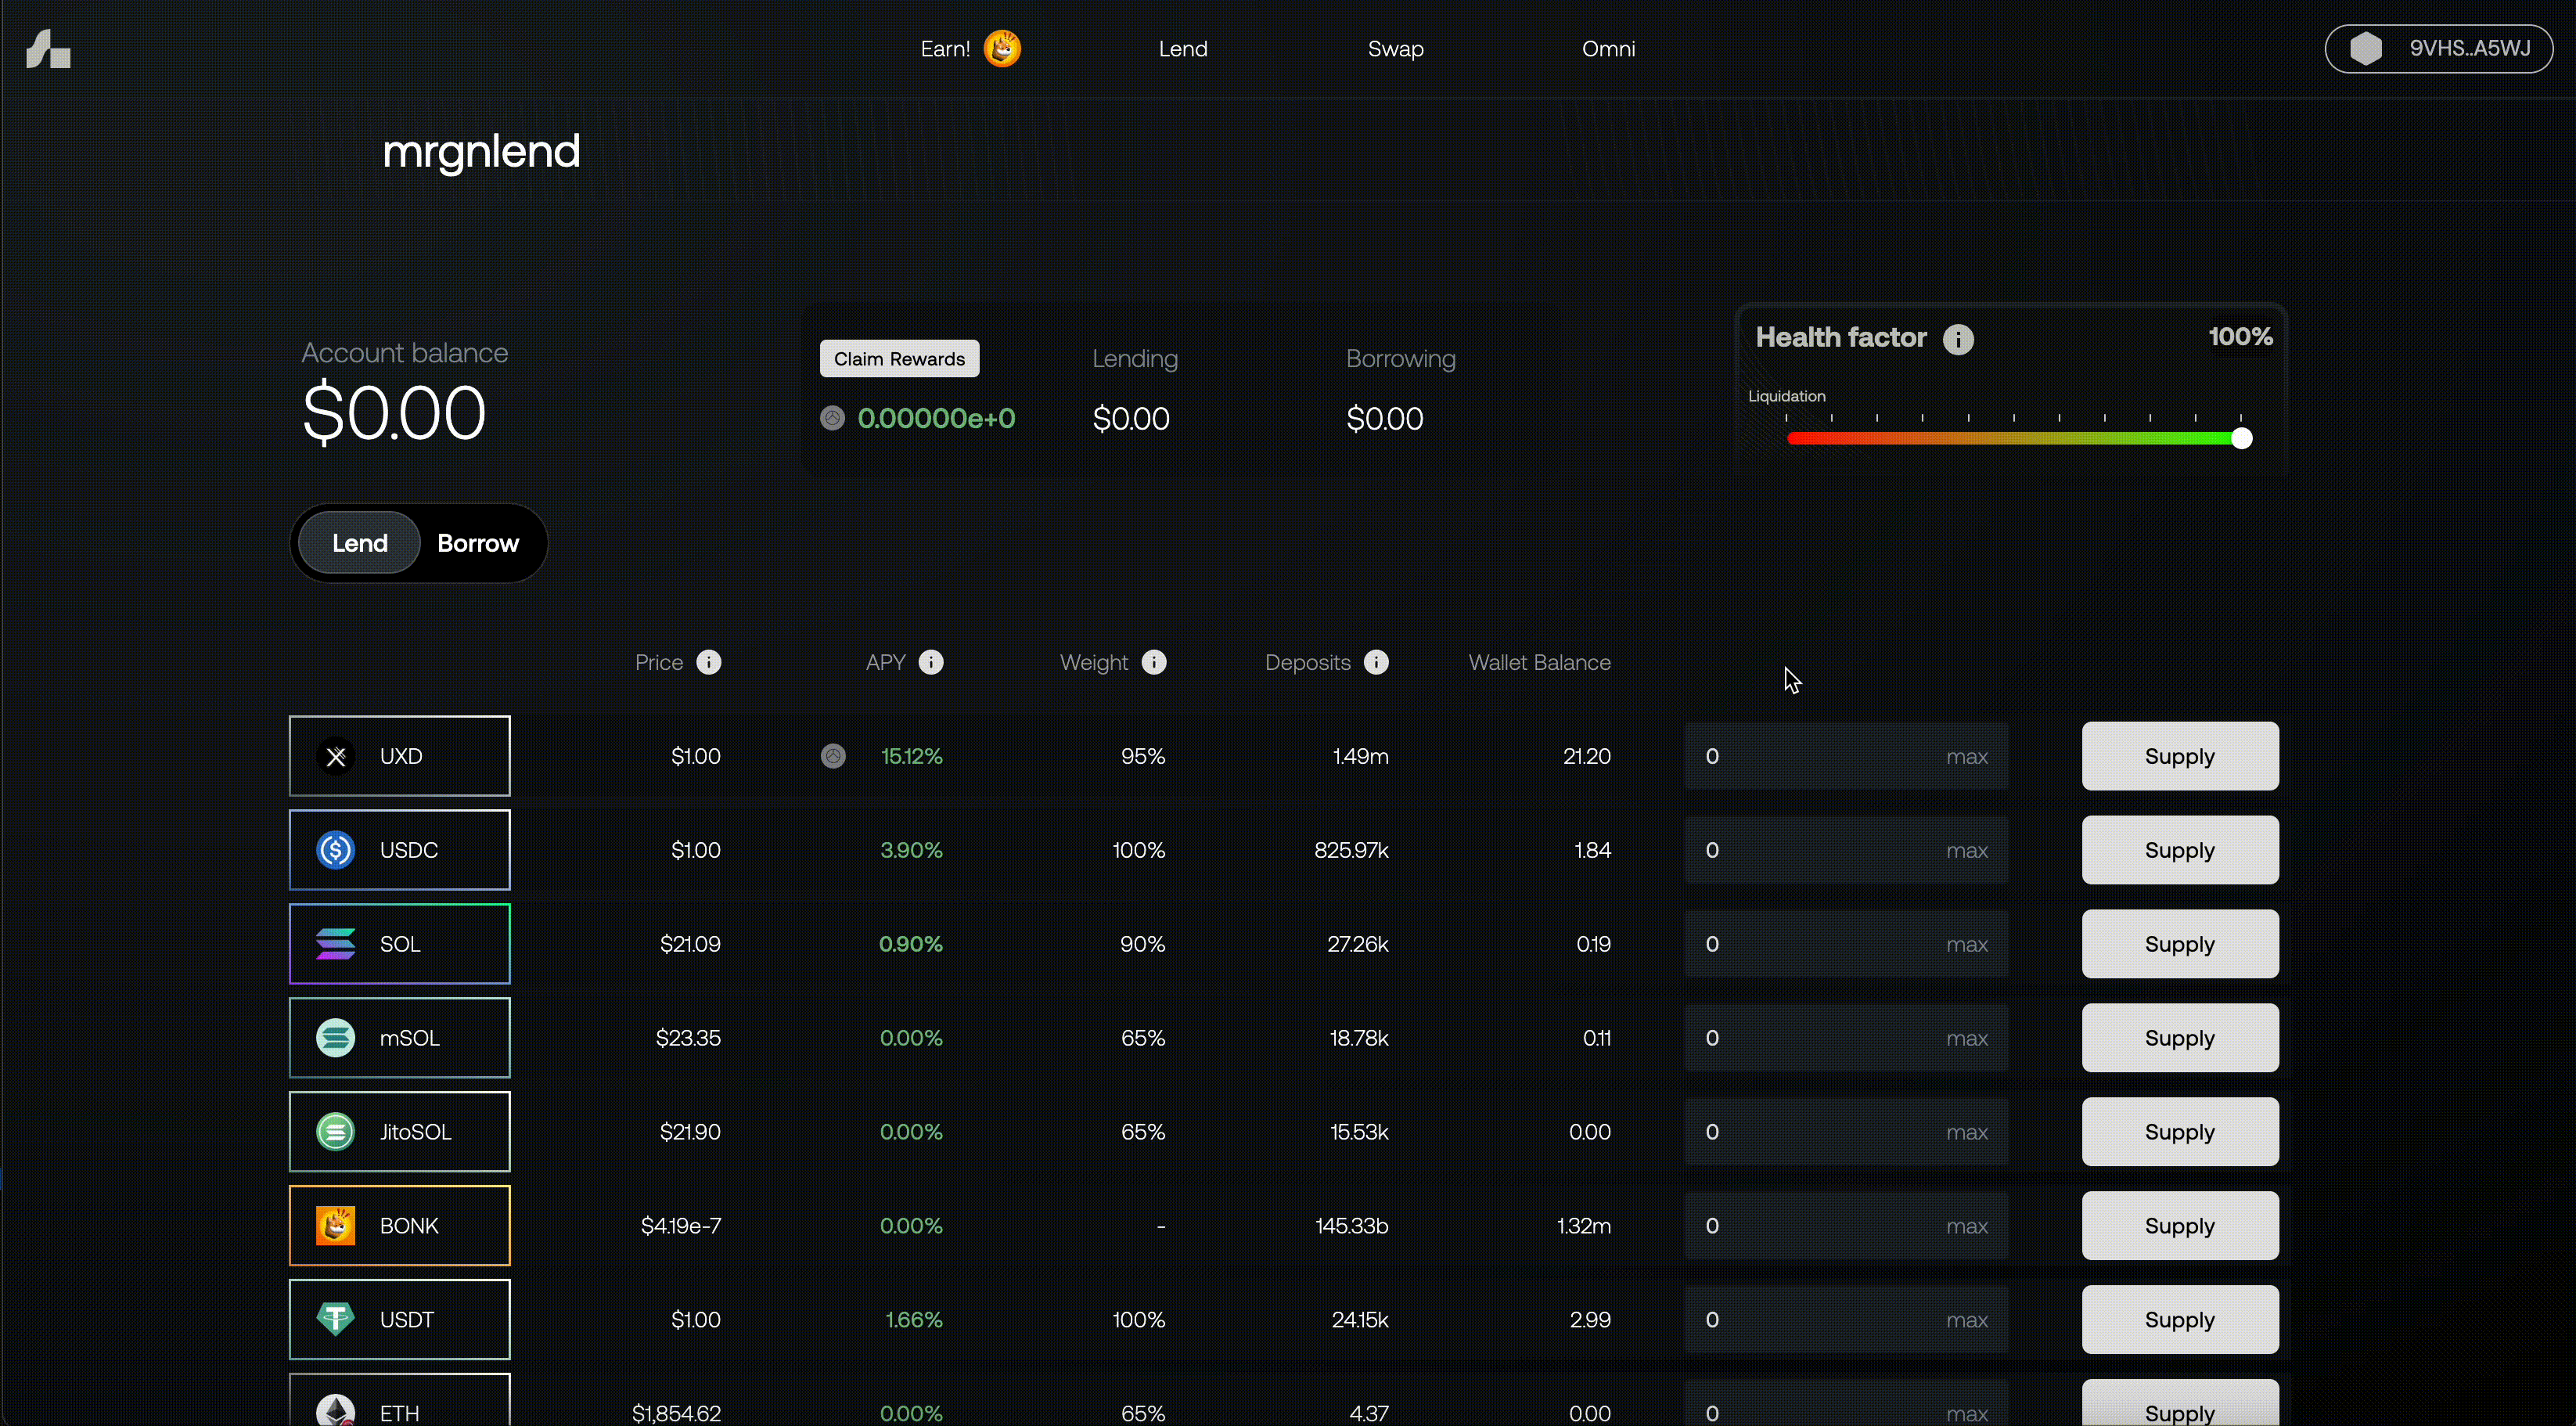 Earn! Lend Swap Omni 9VHS..A5WJ
mrgnlend
Account balance
$0.00
Claim Rewards Lending Borrowing
0.00000e+0 $0.00 $0.00
Health factor i 100%
Liquidation
Lend Borrow
Price i APY i Weight i Deposits i Wallet Balance
UXD $1.00 15.12% 95% 1.49m 21.20 0 max Supply
USDC $1.00 3.90% 100% 825.97k 1.84 0 max Supply
SOL $21.09 0.90% 90% 27.26k 0.19 0 max Supply
mSOL $23.35 0.00% 65% 18.78k 0.11 0 max Supply
JitoSOL $21.90 0.00% 65% 15.53k 0.00 0 max Supply
BONK $4.19e-7 0.00% - 145.33b 1.32m 0 max Supply
USDT $1.00 1.66% 100% 24.15k 2.99 0 max Supply
ETH $1,854.62 0.00% 65% 4.37 0.00 0 max Supply